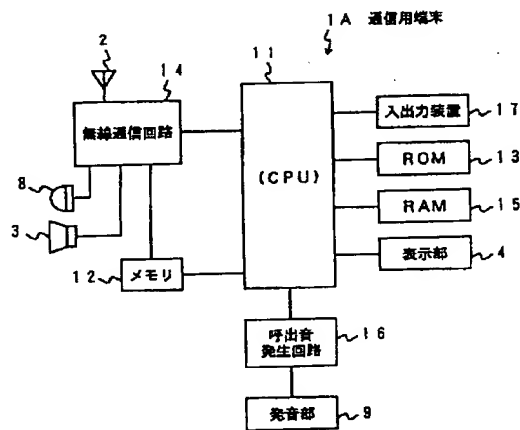 1A 通信用端末
2
14
11
無線通信回路
入出力装置
17
8
(CPU)
ROM
13
3
RAM
15
12
メモリ
表示部
4
呼出音
発生回路
16
発音部
9